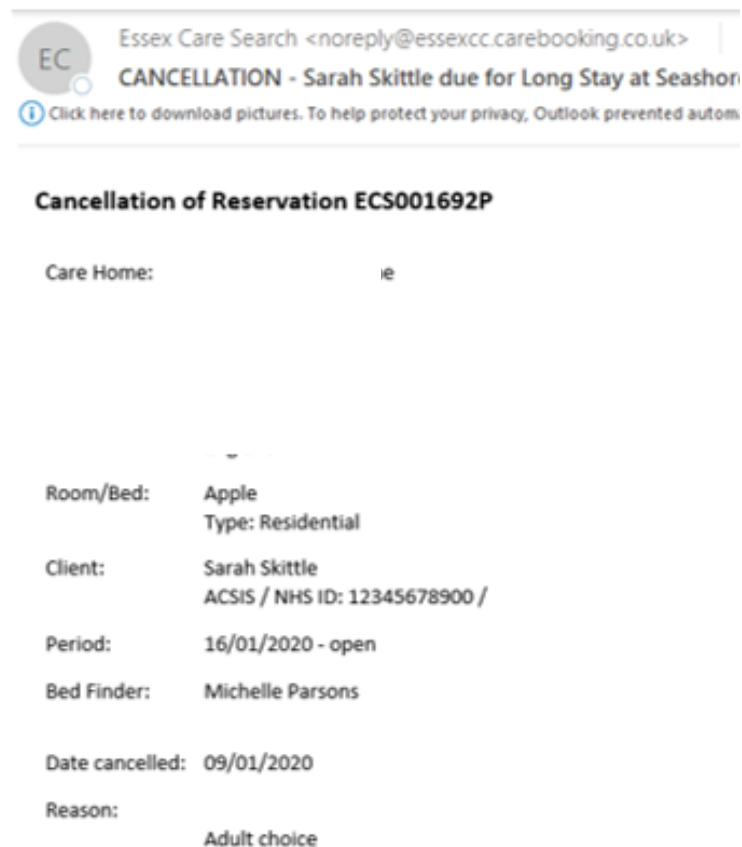 EC
Essex Care Search <noreply@essexcc.carebooking.co.uk>
CANCELLATION - Sarah Skittle due for Long Stay at Seashore
Click here to download pictures. To help protect your privacy, Outlook prevented autom
Cancellation of Reservation ECS001692P
Care Home: e
Room/Bed: Apple
Type: Residential
Client: Sarah Skittle
ACSIS / NHS ID: 12345678900 /
Period: 16/01/2020 - open
Bed Finder: Michelle Parsons
Date cancelled: 09/01/2020
Reason:
Adult choice